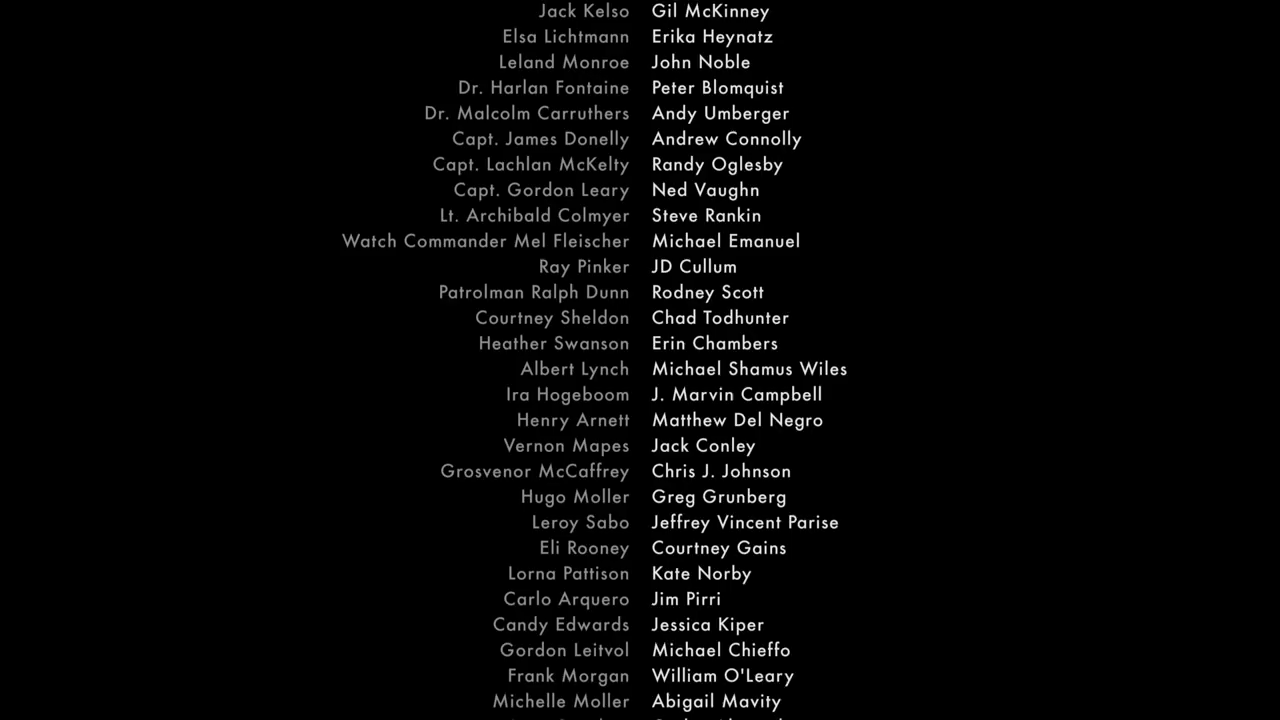 Jack Kelso Gil McKinney
Elsa Lichtmann Erika Heynatz
Leland Monroe John Noble
Dr. Harlan Fontaine Peter Blomquist
Dr. Malcolm Carruthers Andy Umberger
Capt. James Donelly Andrew Connolly
Capt. Lachlan McKelty Randy Oglesby
Capt. Gordon Leary Ned Vaughn
Lt. Archibald Colmyer Steve Rankin
Watch Commander Mel Fleischer Michael Emanuel
Ray Pinker JD Cullum
Patrolman Ralph Dunn Rodney Scott
Courtney Sheldon Chad Todhunter
Heather Swanson Erin Chambers
Albert Lynch Michael Shamus Wiles
Ira Hogeboom J. Marvin Campbell
Henry Arnett Matthew Del Negro
Vernon Mapes Jack Conley
Grosvenor McCaffrey Chris J. Johnson
Hugo Moller Greg Grunberg
Leroy Sabo Jeffrey Vincent Parise
Eli Rooney Courtney Gains
Lorna Pattison Kate Norby
Carlo Arquero Jim Pirri
Candy Edwards Jessica Kiper
Gordon Leitvol Michael Chieffo
Frank Morgan William O'Leary
Michelle Moller Abigail Mavity